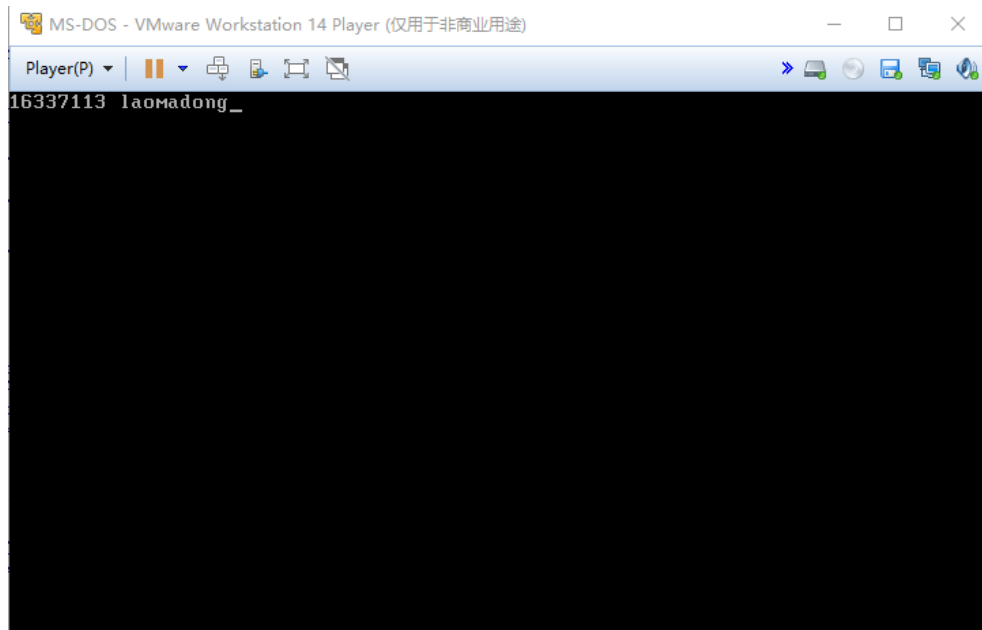 MS-DOS - VMware Workstation 14 Player (仅用于非商业用途)
Player(P)
16337113 laomadong_